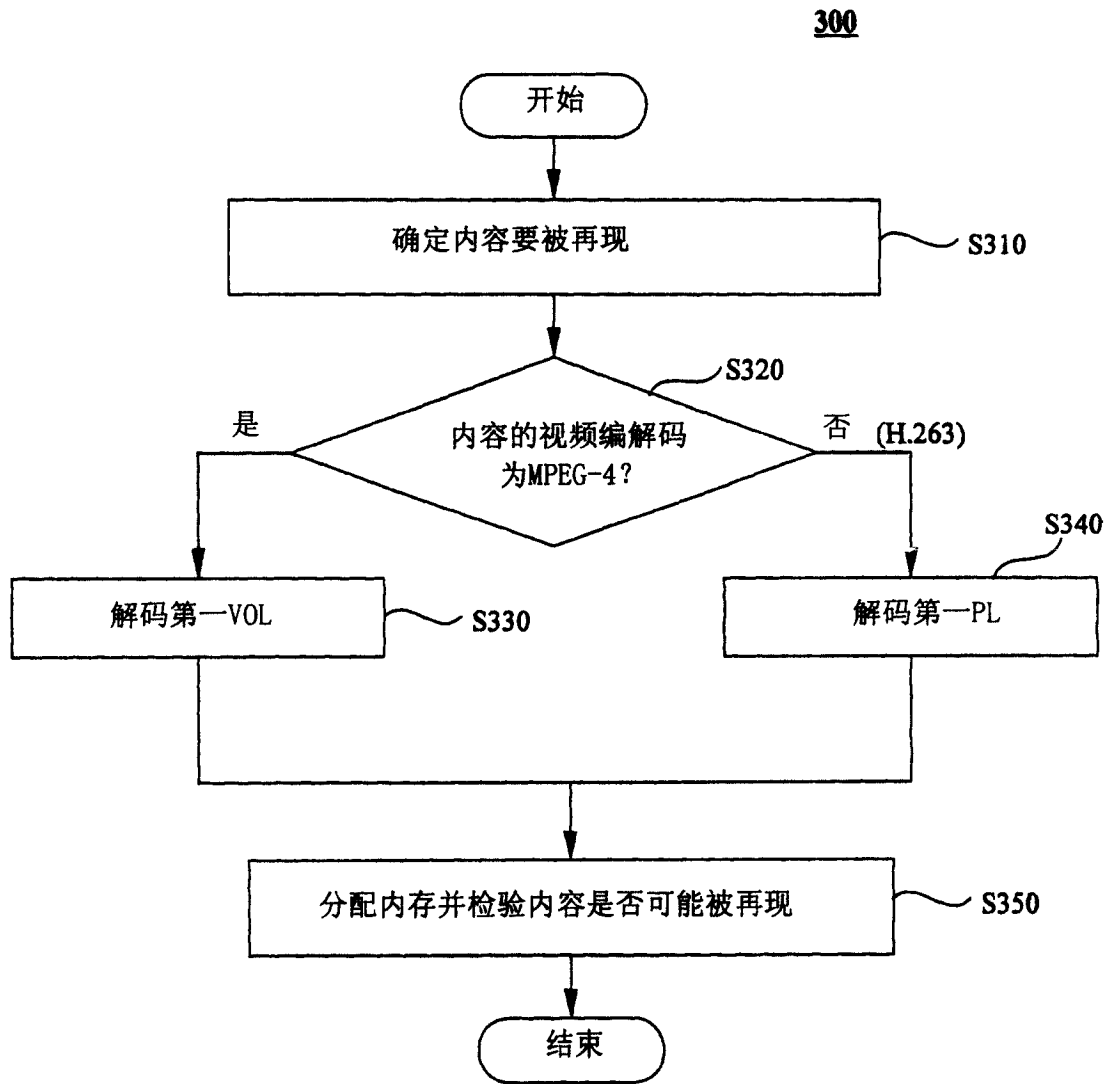 300
开始
确定内容要被再现
S310
S320
是
内容的视频编解码
为MPEG-4?
否 (H.263)
S340
解码第一VOL
S330
解码第一PL
分配内存并检验内容是否可能被再现
S350
结束